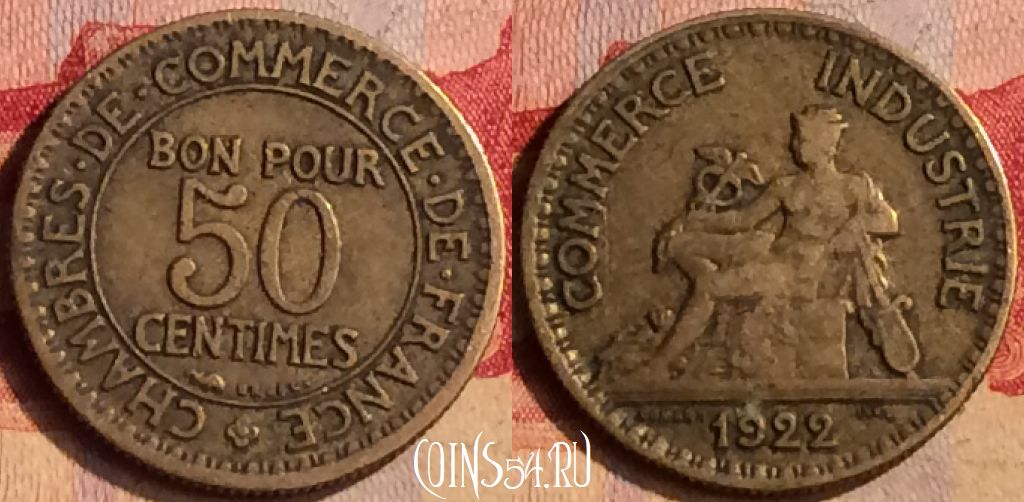 CHAMBRES·DE·COMMERCE·DE·FRANCE
BON POUR
50
CENTIMES
COMMERCE INDUSTRIE
1922
COINS54.RU